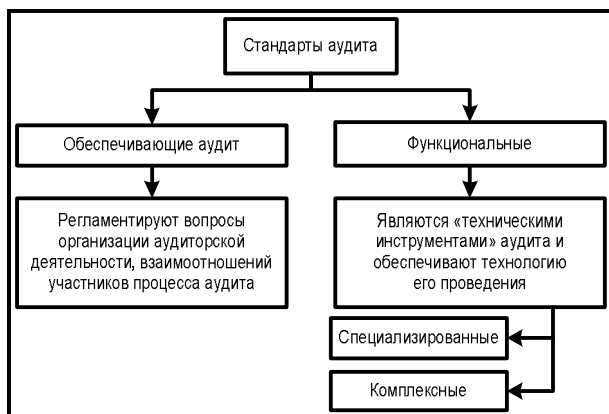 Стандарты аудита
Обеспечивающие аудит
Функциональные
Регламентируют вопросы
организации аудиторской
деятельности, взаимоотношений
участников процесса аудита
Являются «техническими
инструментами» аудита и
обеспечивают технологию
его проведения
Специализированные
Комплексные